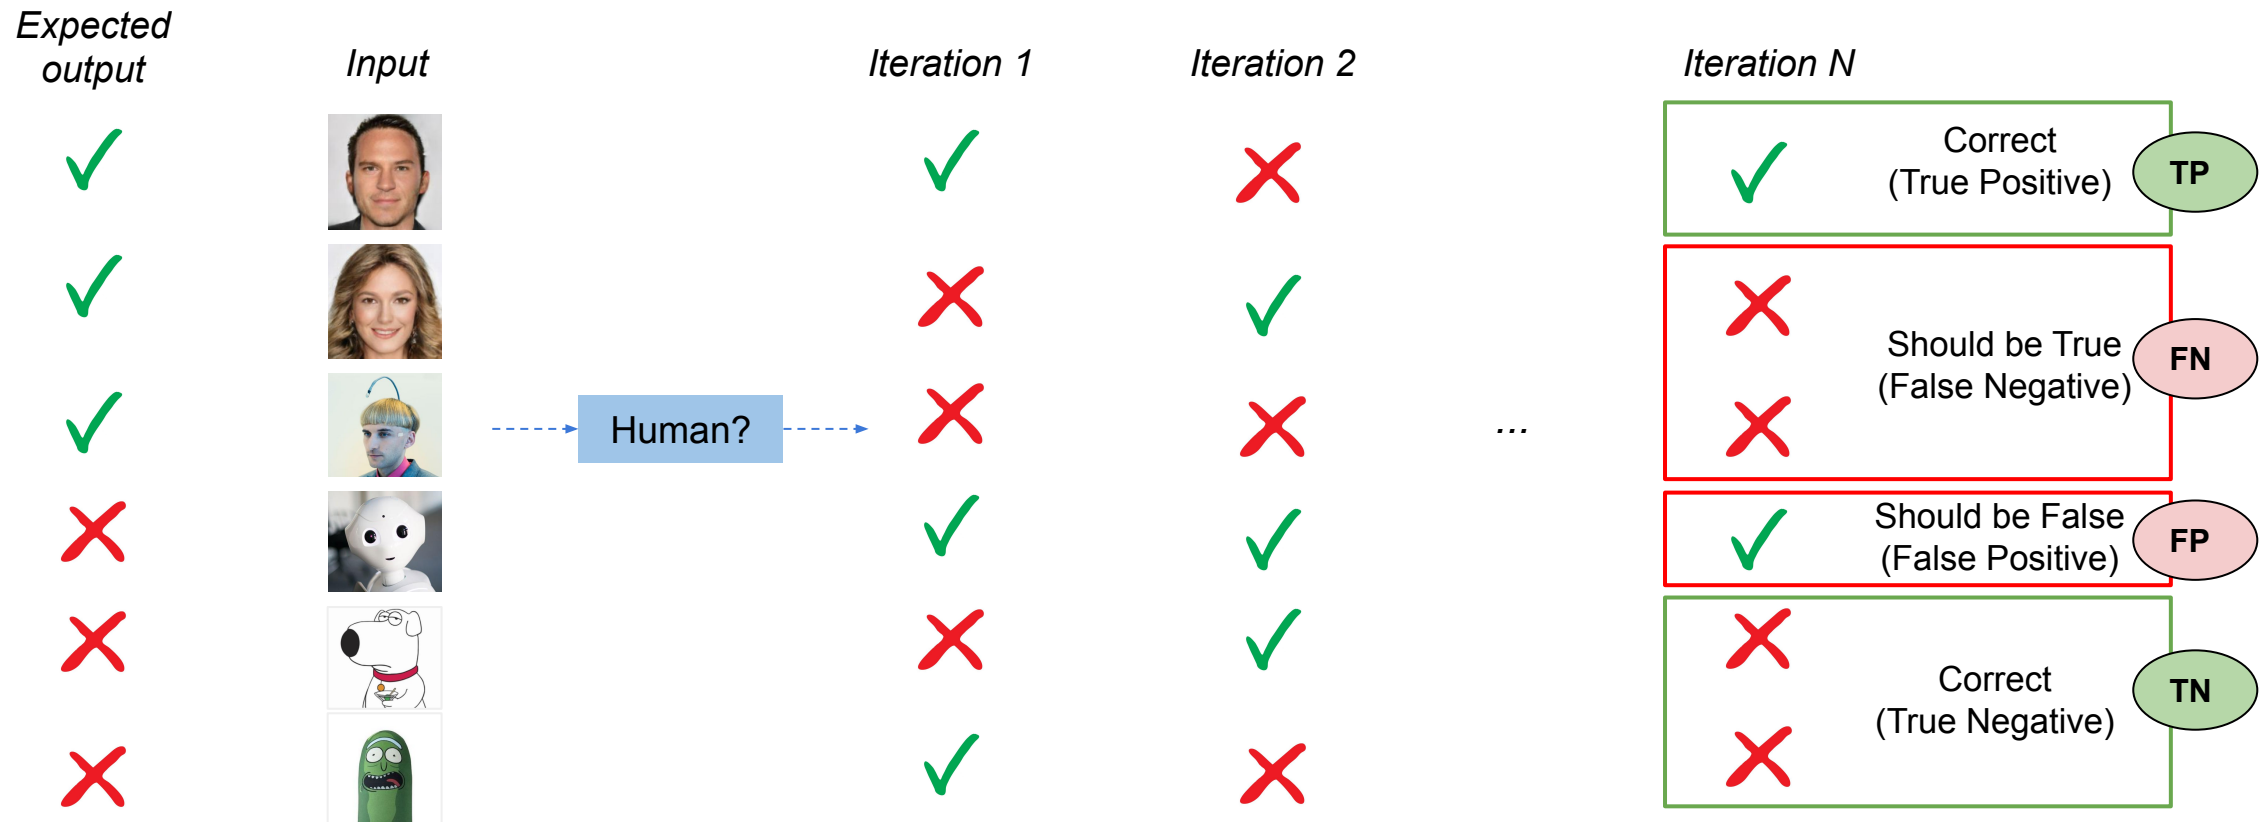 Expected
output
Input
Iteration 1
Iteration 2
Iteration N
Correct
(True Positive)
TP
Should be True
(False Negative)
FN
Human?
...
Should be False
(False Positive)
FP
Correct
(True Negative)
TN